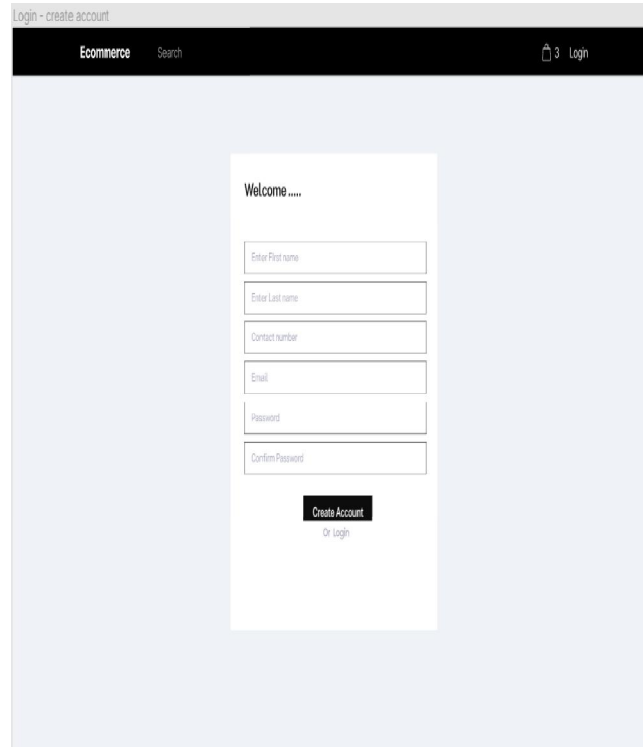 Login - create account
Ecommerce Search 3 Login
Welcome .....
Enter First name
Enter Last name
Contact number
Email
Password
Confirm Password
Create Account
Or Login